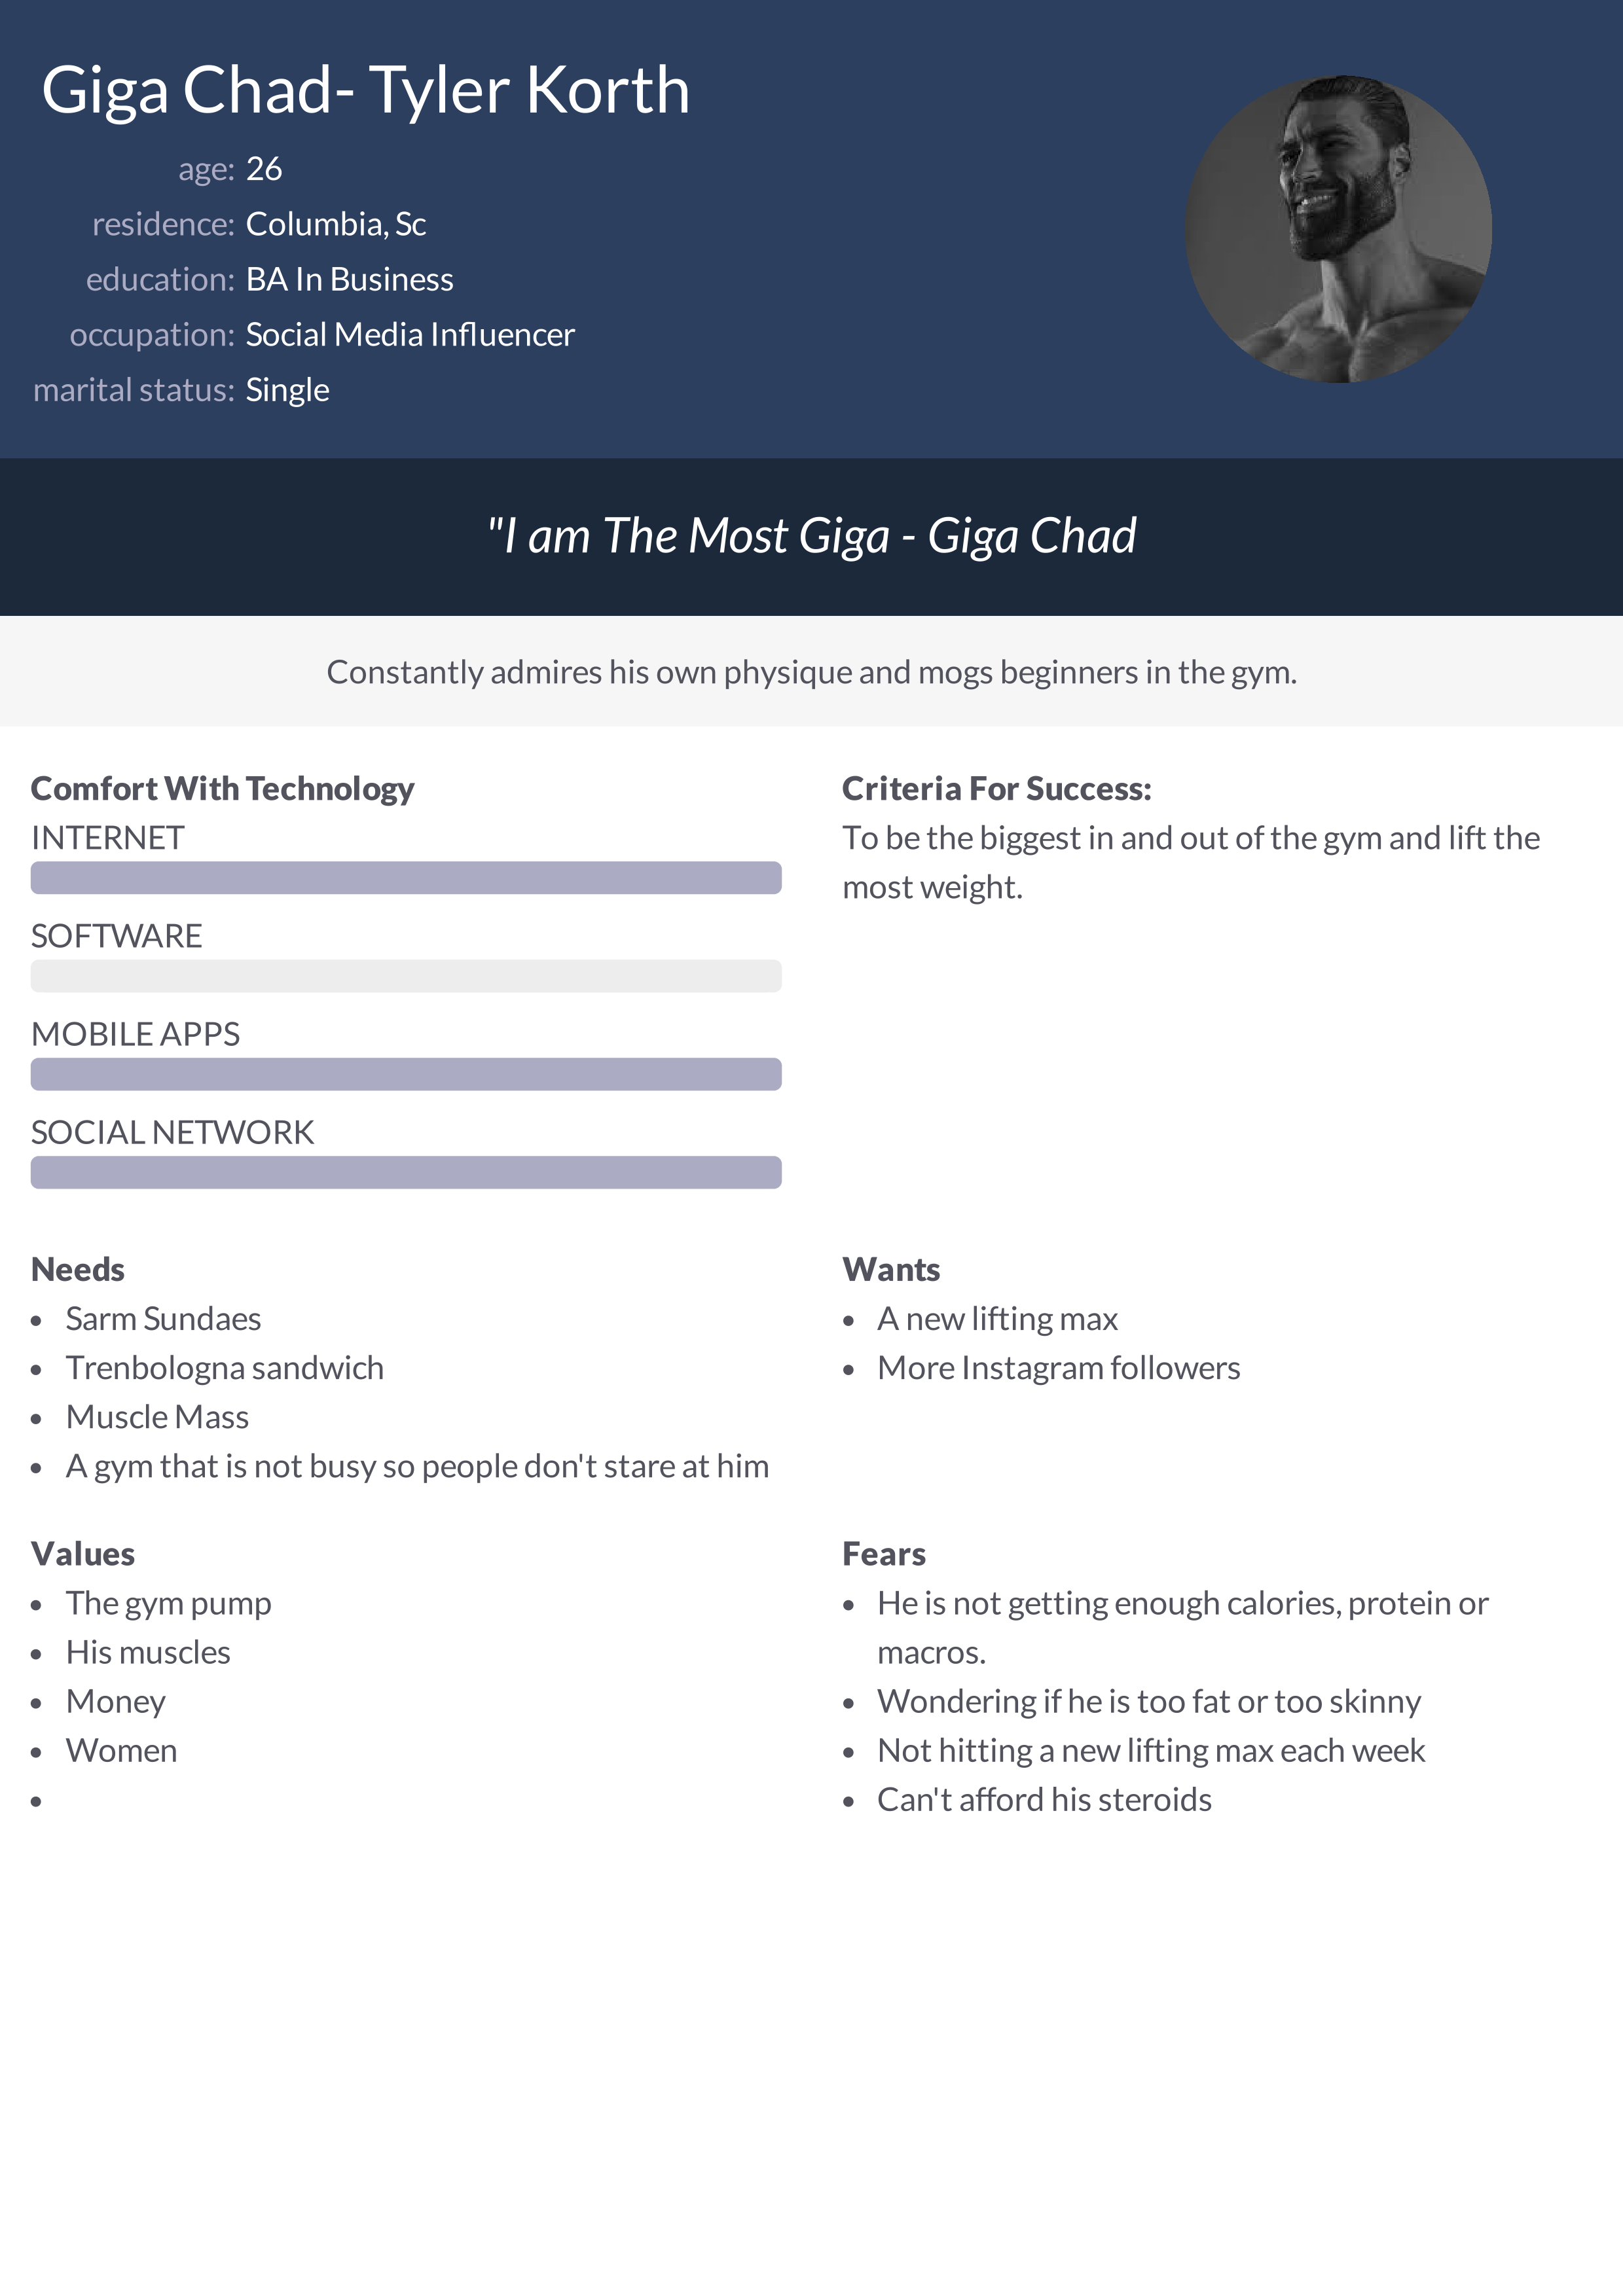 Giga Chad- Tyler Korth
age: 26
residence: Columbia, Sc
education: BA In Business
occupation: Social Media Influencer
marital status: Single
"I am The Most Giga - Giga Chad
Constantly admires his own physique and mogs beginners in the gym.
Comfort With Technology
INTERNET
SOFTWARE
MOBILE APPS
SOCIAL NETWORK
Criteria For Success:
To be the biggest in and out of the gym and lift the
most weight.
Needs
• Sarm Sundaes
• Trenbologna sandwich
• Muscle Mass
• A gym that is not busy so people don't stare at him
Wants
• A new lifting max
• More Instagram followers
Values
• The gym pump
• His muscles
• Money
• Women
•
Fears
• He is not getting enough calories, protein or
macros.
• Wondering if he is too fat or too skinny
• Not hitting a new lifting max each week
• Can't afford his steroids